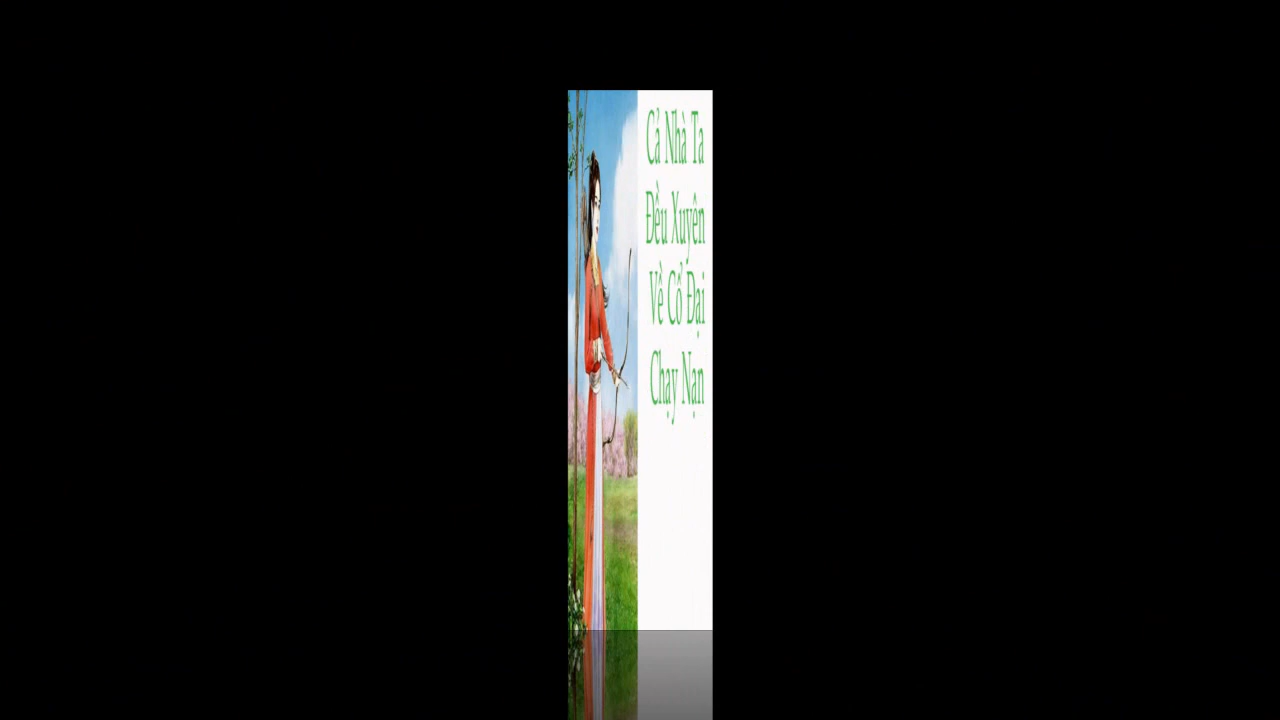 Cả Nhà Ta
Đều Xuyên
Về Cổ Đại
Chạy Nạn